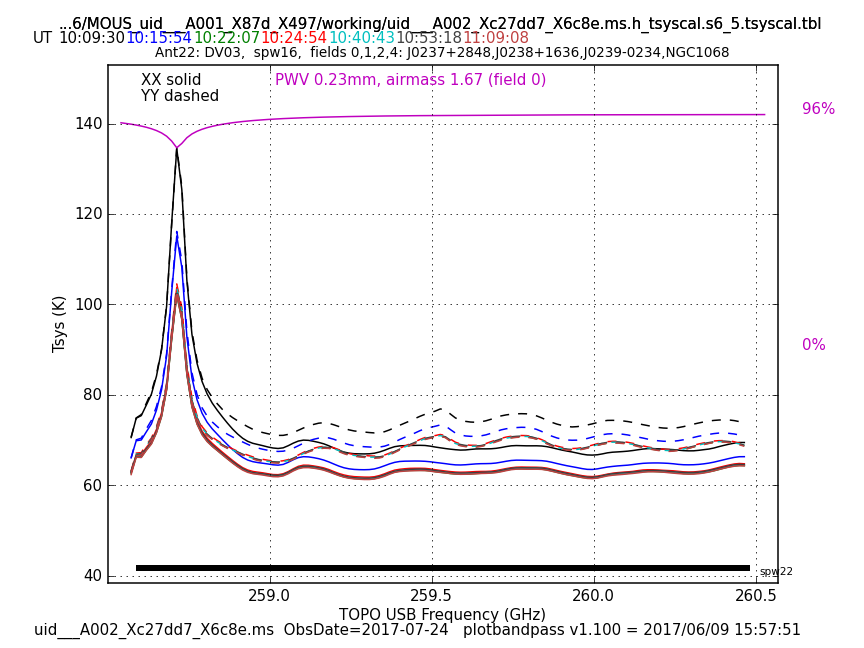 ...6/MOUS_uid___A001_X87d_X497/working/uid___A002_Xc27dd7_X6c8e.ms.h_tsyscal.s6_5.tsyscal.tbl
UT 10:09:30 10:15:54 10:22:07 10:24:54 10:40:43 10:53:18 11:09:08
Ant22: DV03, spw16, fields 0,1,2,4: J0237+2848,J0238+1636,J0239-0234,NGC1068
XX solid
PWV 0.23mm, airmass 1.67 (field 0)
YY dashed
96%
0%
140
120
100
80
60
40
Tsys (K)
spw22
259.0
259.5
260.0
260.5
TOPO USB Frequency (GHz)
uid___A002_Xc27dd7_X6c8e.ms ObsDate=2017-07-24 plotbandpass v1.100 = 2017/06/09 15:57:51